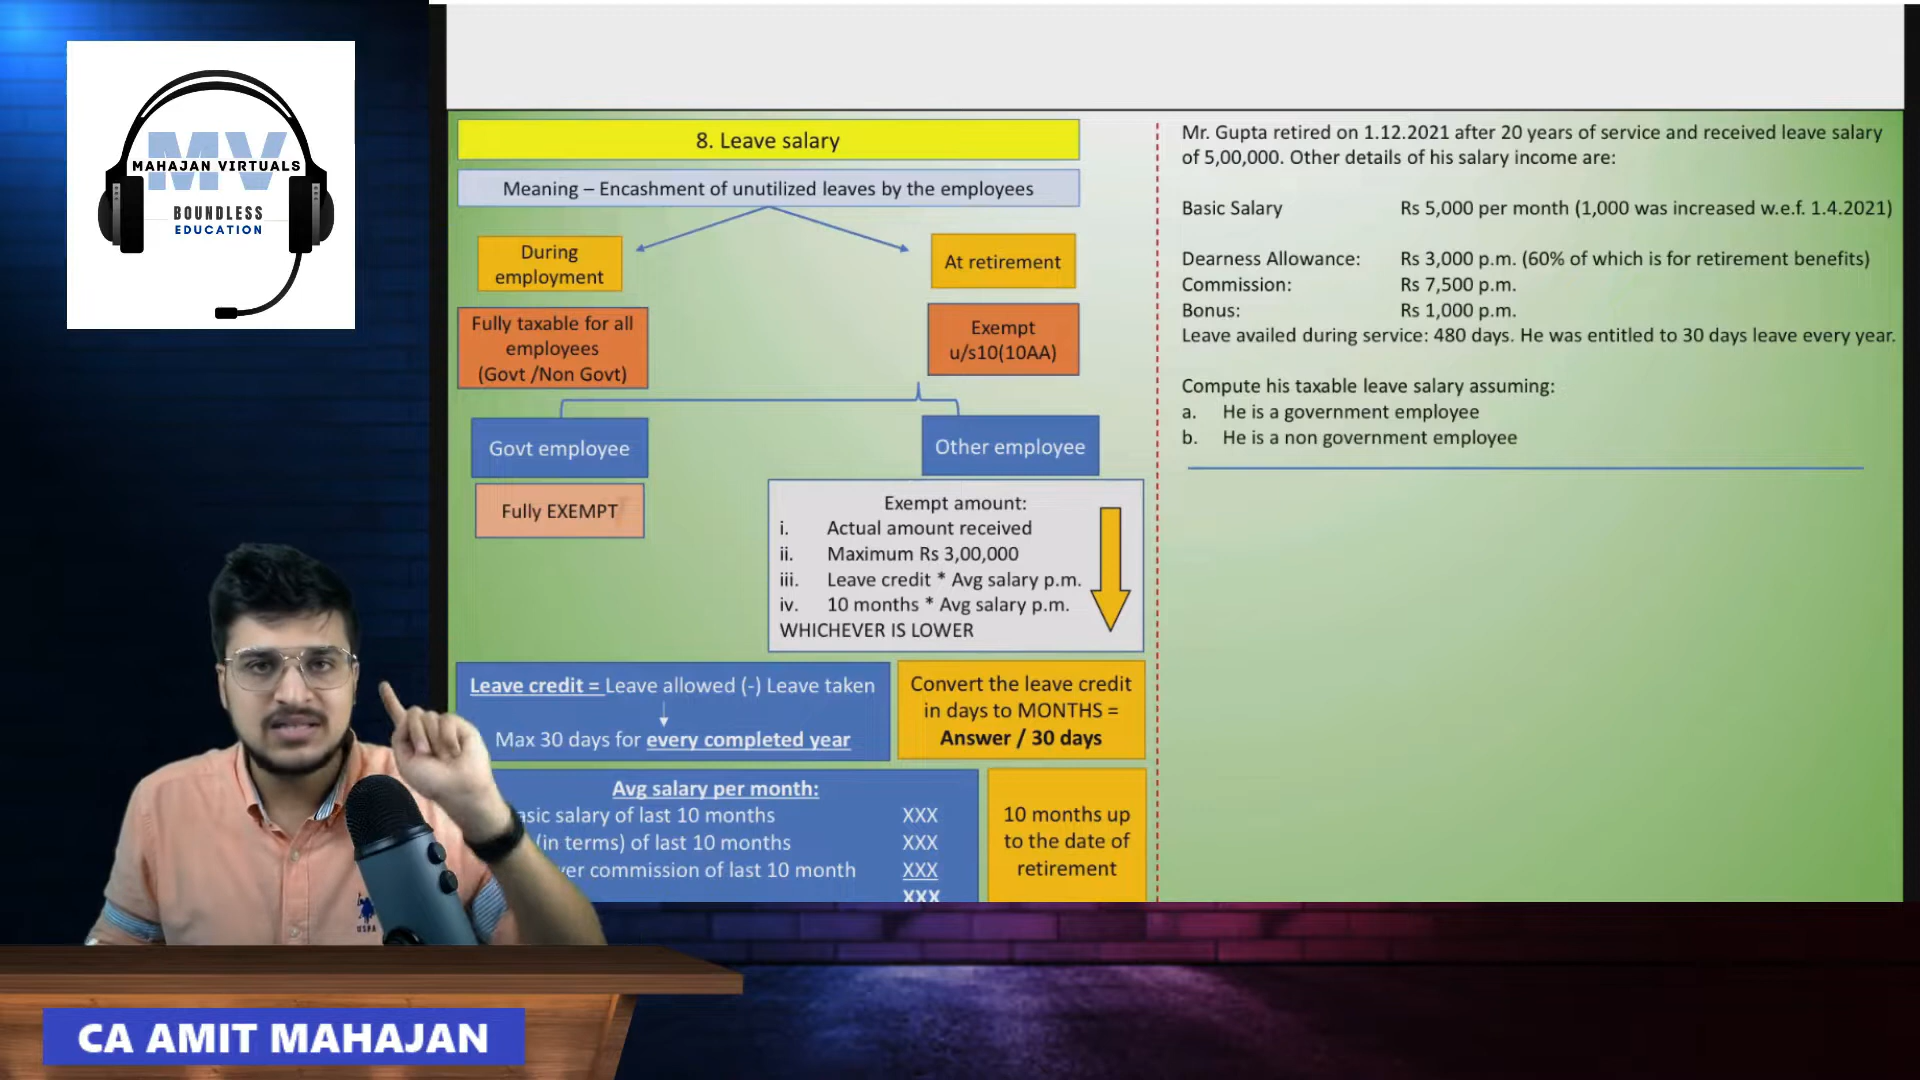 MV
MAHAJAN VIRTUALS
BOUNDLESS
EDUCATION
8. Leave salary
Meaning – Encashment of unutilized leaves by the employees
During
employment
At retirement
Fully taxable for all
employees
(Govt /Non Govt)
Exempt
u/s10(10AA)
Govt employee
Other employee
Fully EXEMPT
Exempt amount:
i. Actual amount received
ii. Maximum Rs 3,00,000
iii. Leave credit * Avg salary p.m.
iv. 10 months * Avg salary p.m.
WHICHEVER IS LOWER
Leave credit = Leave allowed (-) Leave taken
Max 30 days for every completed year
Convert the leave credit
in days to MONTHS =
Answer / 30 days
Avg salary per month:
salary of last 10 months XXX
(in terms) of last 10 months XXX
commission of last 10 month XXX
XXX
10 months up
to the date of
retirement
Mr. Gupta retired on 1.12.2021 after 20 years of service and received leave salary
of 5,00,000. Other details of his salary income are:
Basic Salary Rs 5,000 per month (1,000 was increased w.e.f. 1.4.2021)
Dearness Allowance: Rs 3,000 p.m. (60% of which is for retirement benefits)
Commission: Rs 7,500 p.m.
Bonus: Rs 1,000 p.m.
Leave availed during service: 480 days. He was entitled to 30 days leave every year.
Compute his taxable leave salary assuming:
a. He is a government employee
b. He is a non government employee
CA AMIT MAHAJAN